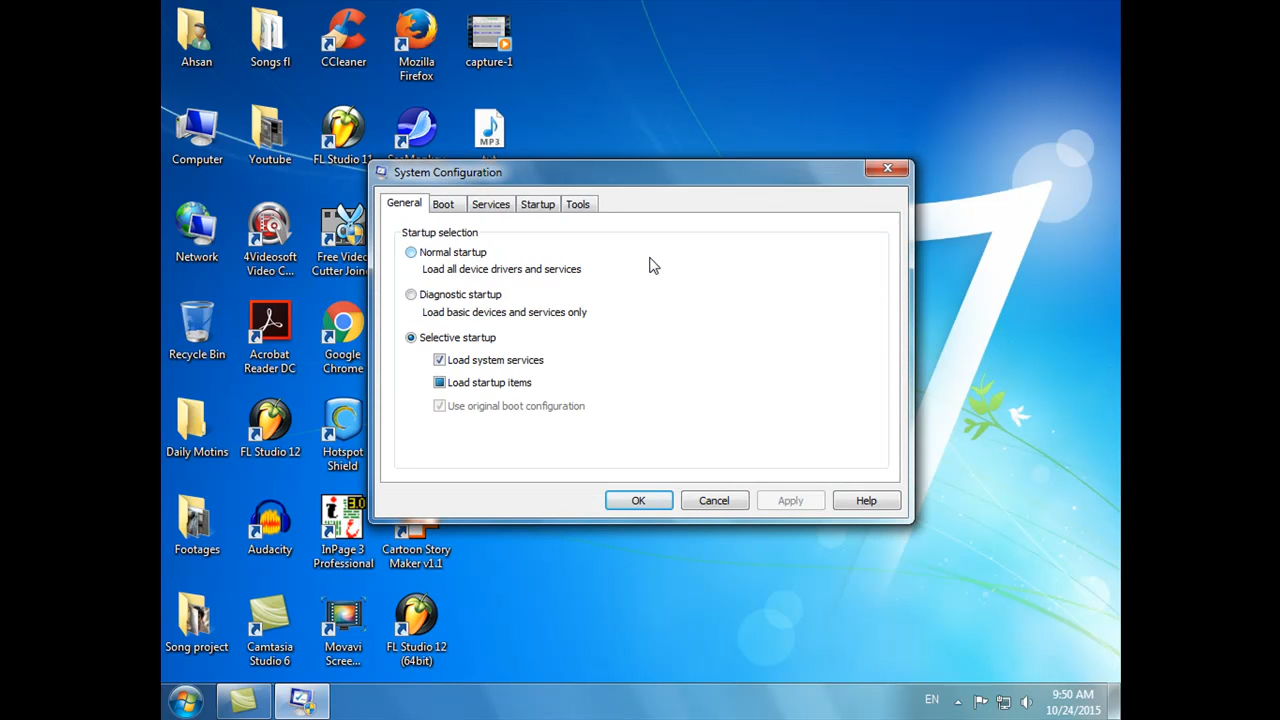 Ahsan
Songs fl
CCleaner
Mozilla
Firefox
capture-1
MP3
Computer
Youtube
FL Studio 11
System Configuration
General
Boot
Services
Startup
Tools
Startup selection
Normal startup
Load all device drivers and services
Diagnostic startup
Load basic devices and services only
Selective startup
Load system services
Load startup items
Use original boot configuration
OK
Cancel
Apply
Help
Network
4Videosoft
Video C...
Free Video
Cutter Join
Recycle Bin
Acrobat
Reader DC
Google
Chrome
Daily Motins
FL Studio 12
Hotspot
Shield
Footages
Audacity
3.0
InPage 3
Professional
Cartoon Story
Maker v1.1
Song project
Camtasia
Studio 6
Movavi
Scree...
FL Studio 12
(64bit)
EN
9:50 AM
10/24/2015